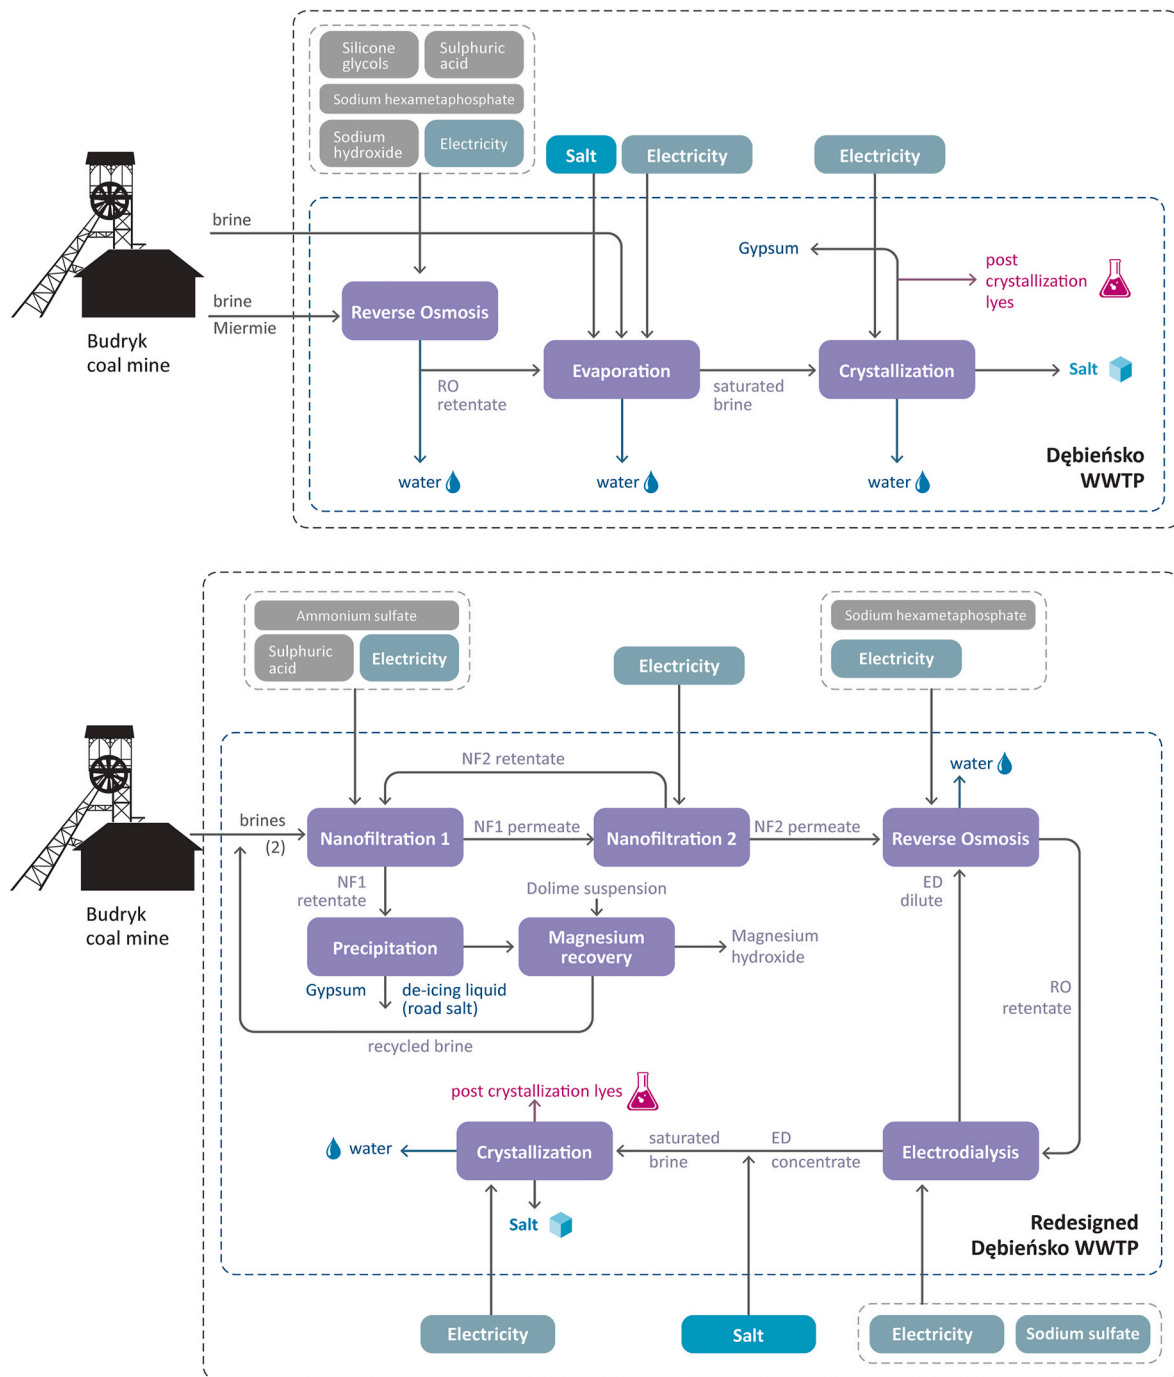 Silicone
glycols
Sulphuric
acid
Sodium hexametaphosphate
Sodium
hydroxide
Electricity
Salt
Electricity
Electricity
brine
Gypsum
post
crystallization
lyes
brine
Miermie
Reverse Osmosis
Budryk
coal mine
Evaporation
Crystallization
Salt
RO
retentate
saturated
brine
water
water
water
Dębieńsko
WWTP
Ammonium sulfate
Sulphuric
acid
Electricity
Electricity
Sodium hexametaphosphate
Electricity
NF2 retentate
water
brines
(2)
Nanofiltration 1
NF1 permeate
Nanofiltration 2
NF2 permeate
Reverse Osmosis
NF1
retentate
Dolime suspension
ED
dilute
Budryk
coal mine
Precipitation
Magnesium
recovery
Magnesium
hydroxide
Gypsum
de-icing liquid
(road salt)
RO
retentate
recycled brine
post crystallization lyes
water
Crystallization
saturated
brine
ED
concentrate
Electrodialysis
Salt
Redesigned
Dębieńsko WWTP
Electricity
Salt
Electricity
Sodium sulfate